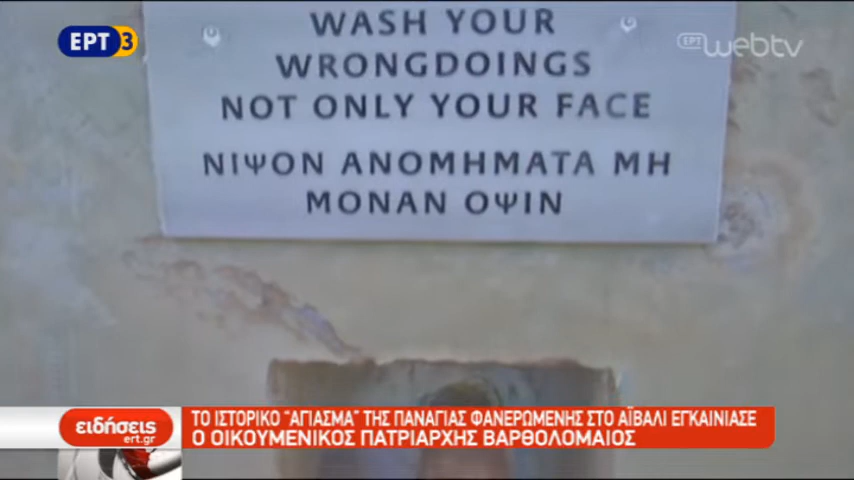 ΕΡΤ3
ΕΡΤ webtv
WASH YOUR
WRONGDOINGS
NOT ONLY YOUR FACE
ΝΙΨΟΝ ΑΝΟΜΗΜΑΤΑ ΜΗ
ΜΟΝΑΝ ΟΨΙΝ
ειδήσεις
ert.gr
ΤΟ ΙΣΤΟΡΙΚΟ "ΑΓΙΑΣΜΑ" ΤΗΣ ΠΑΝΑΓΙΑΣ ΦΑΝΕΡΩΜΕΝΗΣ ΣΤΟ ΑΪΒΑΛΙ ΕΓΚΑΙΝΙΑΣΕ
Ο ΟΙΚΟΥΜΕΝΙΚΟΣ ΠΑΤΡΙΑΡΧΗΣ ΒΑΡΘΟΛΟΜΑΙΟΣ